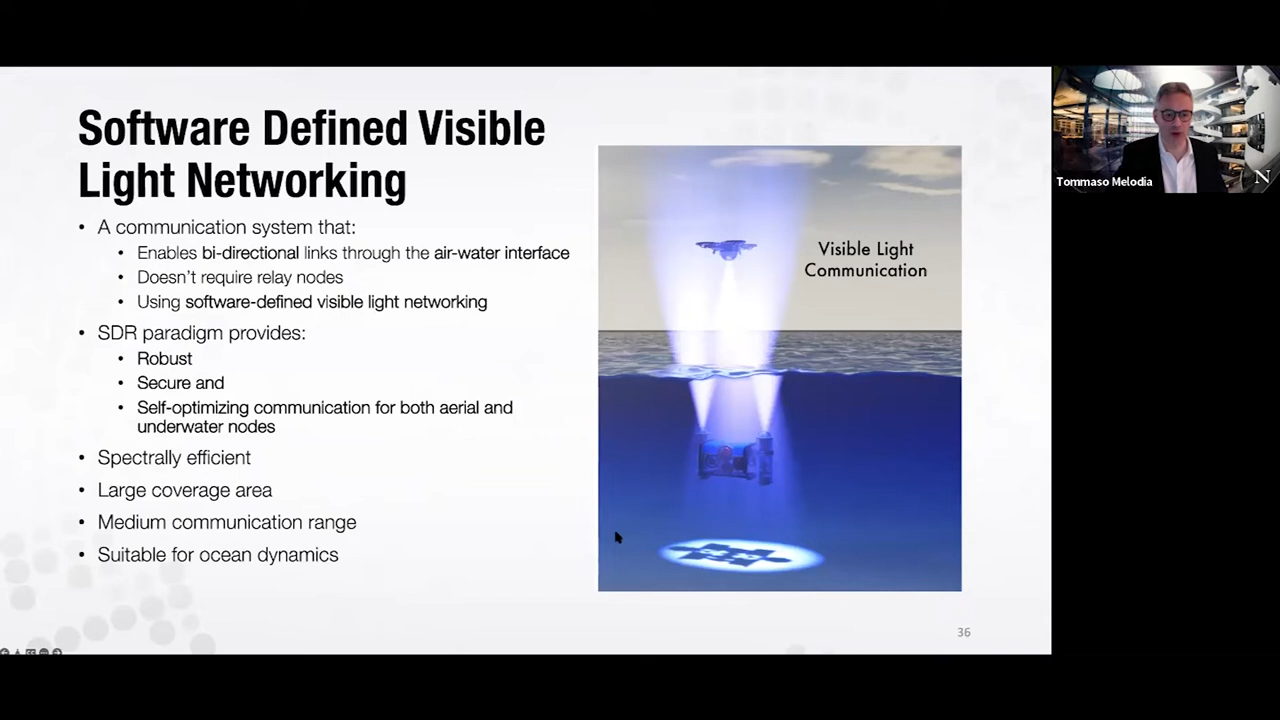 Software Defined Visible
Light Networking
• A communication system that:
• Enables bi-directional links through the air-water interface
• Doesn't require relay nodes
• Using software-defined visible light networking
• SDR paradigm provides:
• Robust
• Secure and
• Self-optimizing communication for both aerial and
underwater nodes
• Spectrally efficient
• Large coverage area
• Medium communication range
• Suitable for ocean dynamics
Visible Light
Communication
36
Tommaso Melodia
N